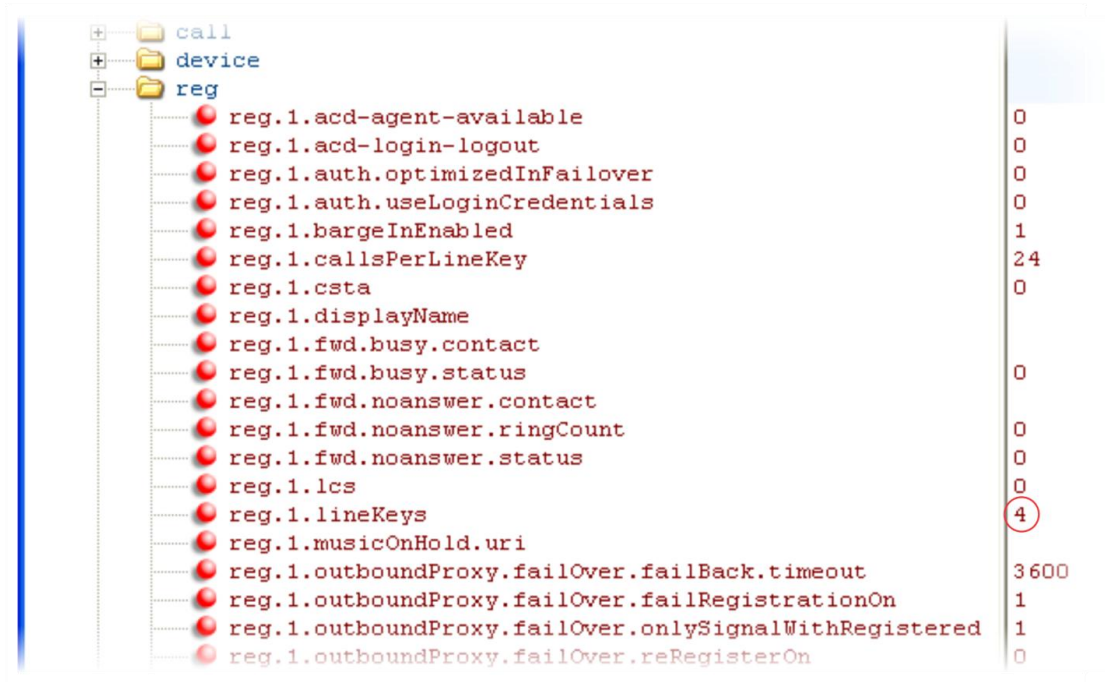 call
device
reg
reg.1.acd-agent-available 0
reg.1.acd-login-logout 0
reg.1.auth.optimizedInFailover 0
reg.1.auth.useLoginCredentials 0
reg.1.bargeInEnabled 1
reg.1.callsPerLineKey 24
reg.1.csta 0
reg.1.displayName
reg.1.fwd.busy.contact
reg.1.fwd.busy.status 0
reg.1.fwd.noanswer.contact
reg.1.fwd.noanswer.ringCount 0
reg.1.fwd.noanswer.status 0
reg.1.lcs 0
reg.1.lineKeys 4
reg.1.musicOnHold.uri
reg.1.outboundProxy.failOver.failBack.timeout 3600
reg.1.outboundProxy.failOver.failRegistrationOn 1
reg.1.outboundProxy.failOver.onlySignalWithRegistered 1
reg.1.outboundProxy.failOver.reRegisterOn 0